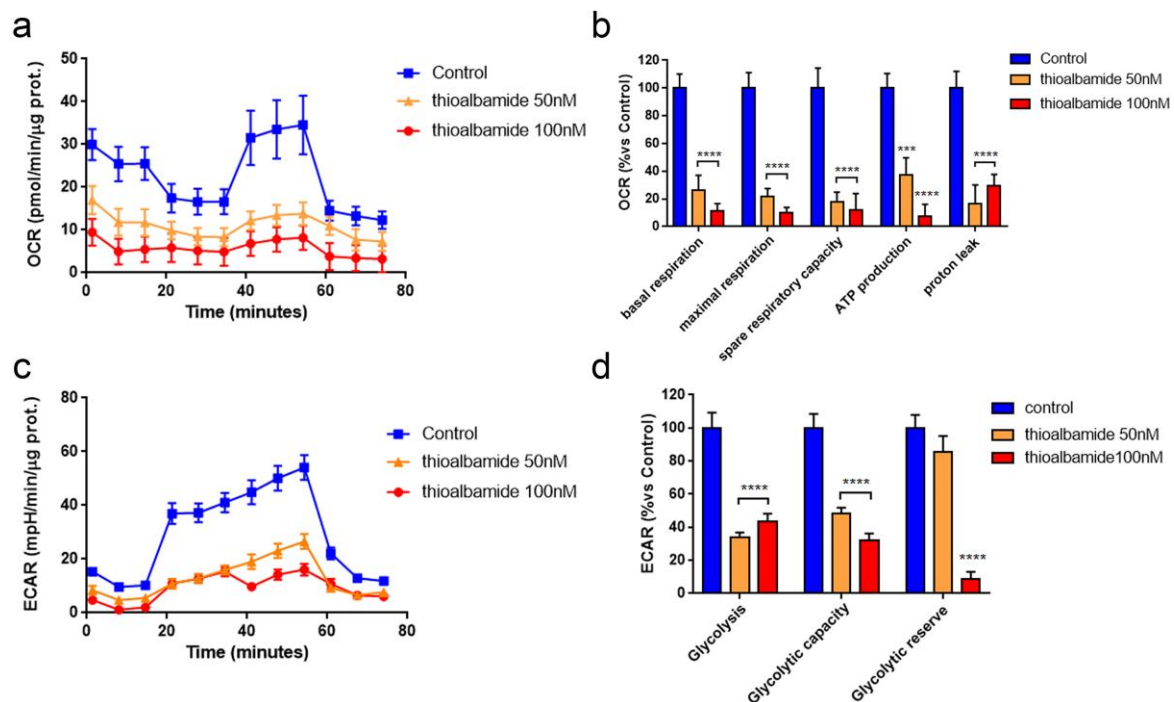 a
OCR (pmol/min/µg prot.)
50
40
30
20
10
0
0 20 40 60 80
Time (minutes)
Control
thioalbamide 50nM
thioalbamide 100nM
b
OCR (%vs Control)
120
100
80
60
40
20
0
****
****
****
***
****
****
basal respiration
maximal respiration
spare respiratory capacity
ATP production
proton leak
Control
thioalbamide 50nM
thioalbamide 100nM
c
ECAR (mpH/min/µg prot.)
80
60
40
20
0
0 20 40 60 80
Time (minutes)
Control
thioalbamide 50nM
thioalbamide 100nM
d
ECAR (%vs Control)
120
100
80
60
40
20
0
****
****
****
Glycolysis
Glycolytic capacity
Glycolytic reserve
control
thioalbamide 50nM
thioalbamide100nM